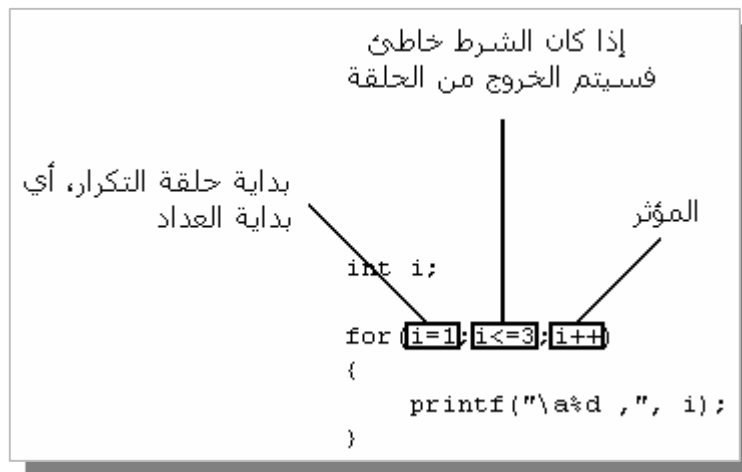 إذا كان الشرط خاطئ
فسيتم الخروج من الحلقة
بداية حلقة التكرار، أي
بداية العداد
المؤثر
int i;
for(i=1;i<=3;i++)
{
printf("\a%d ,", i);
}